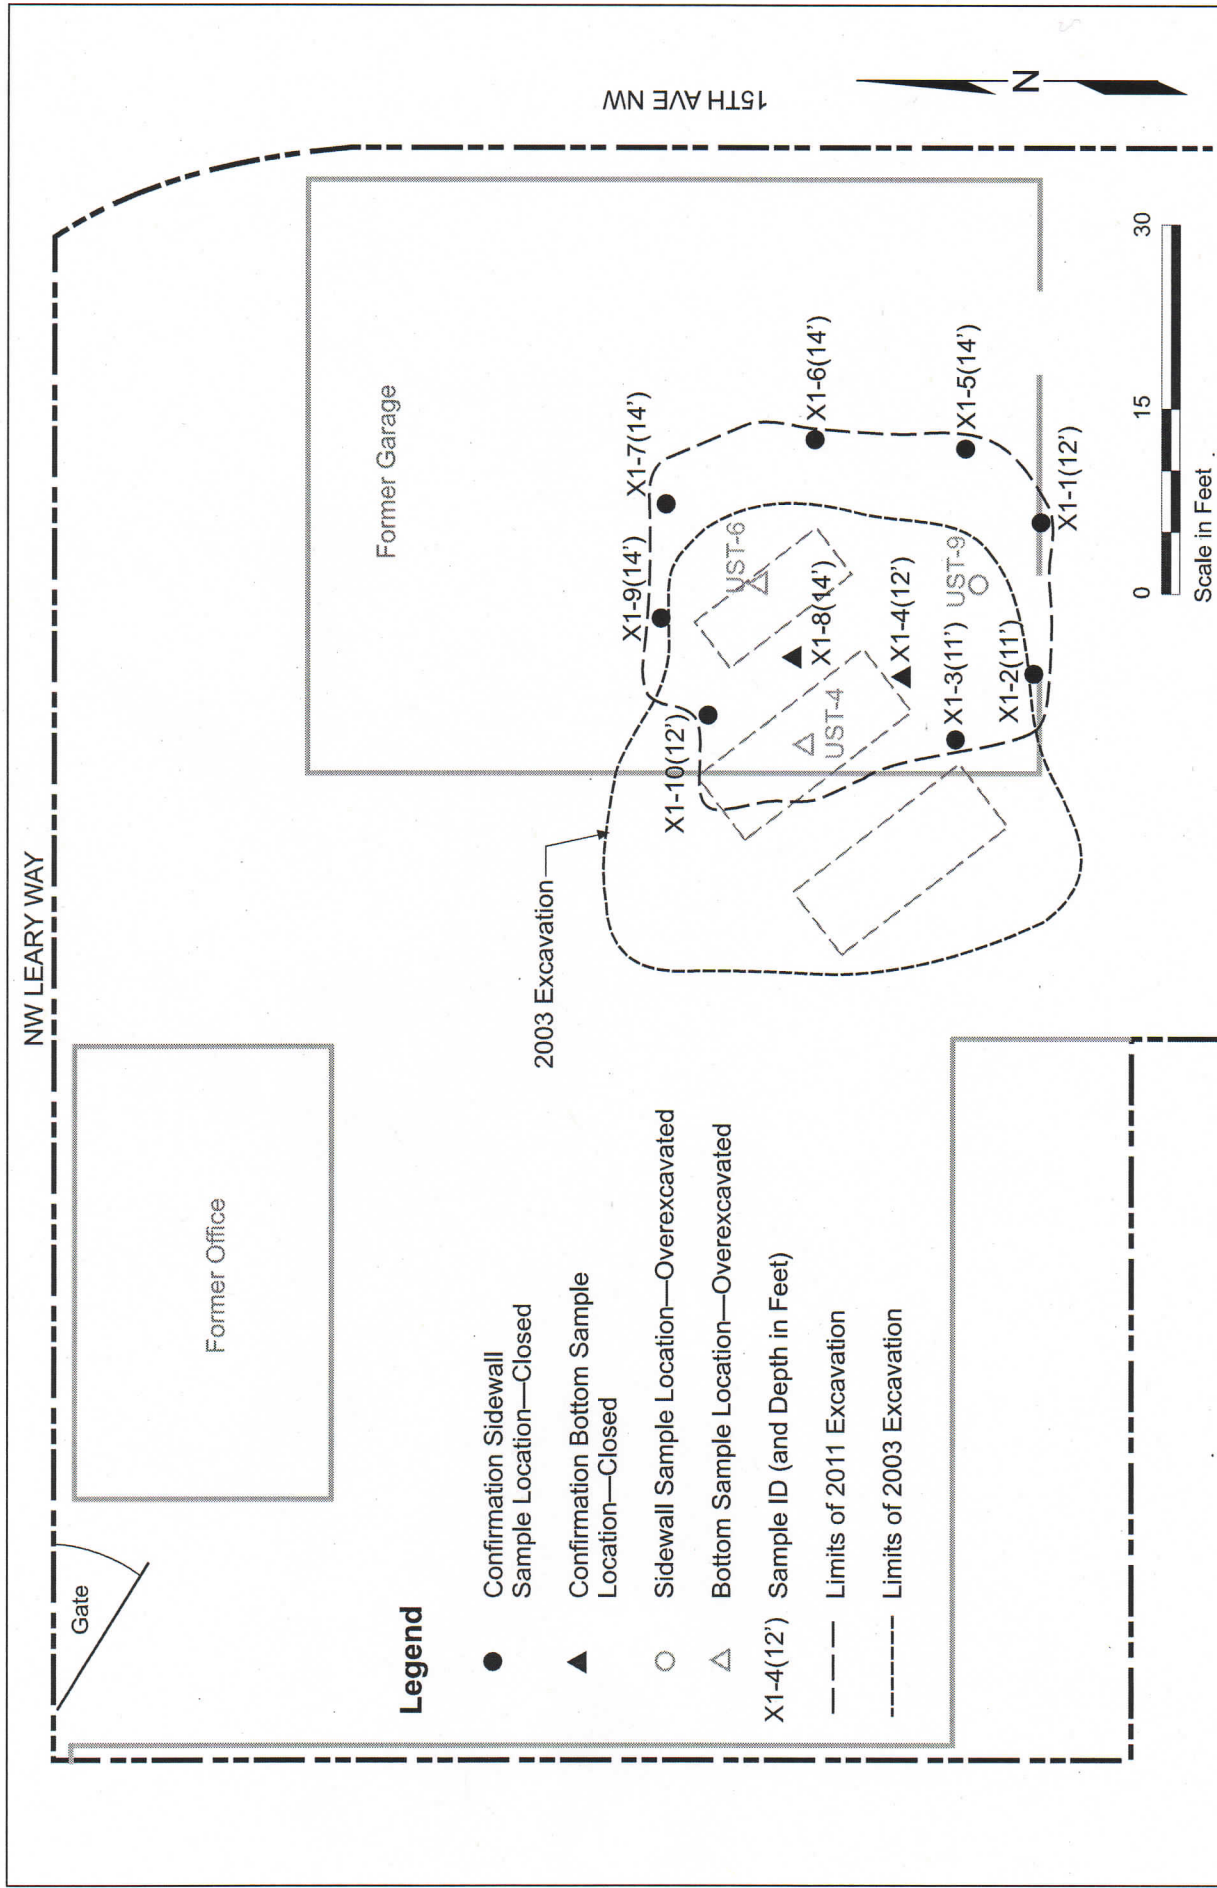 NW LEARY WAY
15TH AVE NW
N
Gate
Former Office
Former Garage
2003 Excavation
X1-9(14')
X1-7(14')
X1-10(12')
UST-6
X1-6(14')
X1-8(14')
UST-4
X1-4(12')
X1-3(11')
UST-9
X1-5(14')
X1-2(11')
X1-1(12')
Legend
Confirmation Sidewall
Sample Location—Closed
Confirmation Bottom Sample
Location—Closed
Sidewall Sample Location—Overexcavated
Bottom Sample Location—Overexcavated
X1-4(12') Sample ID (and Depth in Feet)
Limits of 2011 Excavation
Limits of 2003 Excavation
0 15 30
Scale in Feet